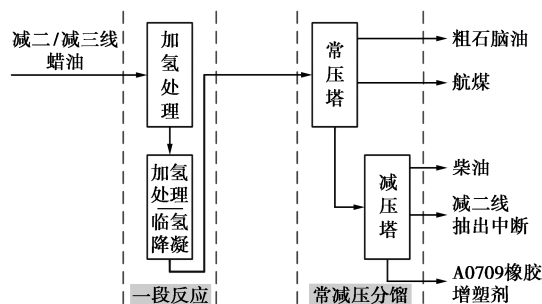 减二/减三线
蜡油
加
氢
处
理
加氢
处理
临氢
降凝
一段反应
常
压
塔
粗石脑油
航煤
减
压
塔
柴油
减二线
抽出中断
A0709橡胶
增塑剂
常减压分馏